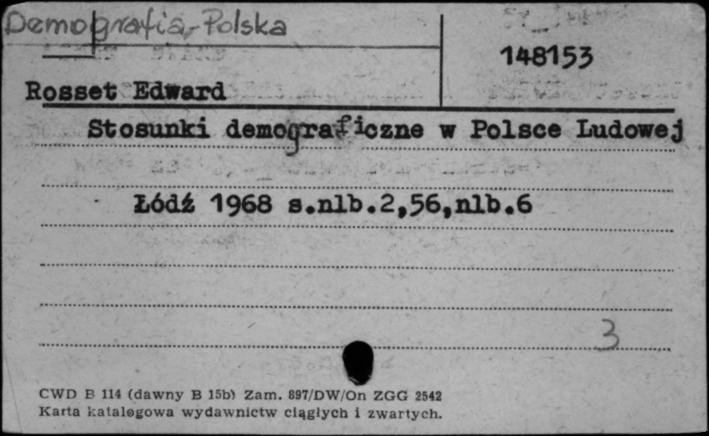 Demografia, Polska
148153
Rosset Edward
Stosunki demograficzne w Polsce Ludowej
Łódź 1968 s.nlb.2,56,nlb.6
3
CWD B 114 (dawny B 15b) Zam. 897/DW/On ZGG 2542
Karta katalogowa wydawnictw ciągłych i zwartych.